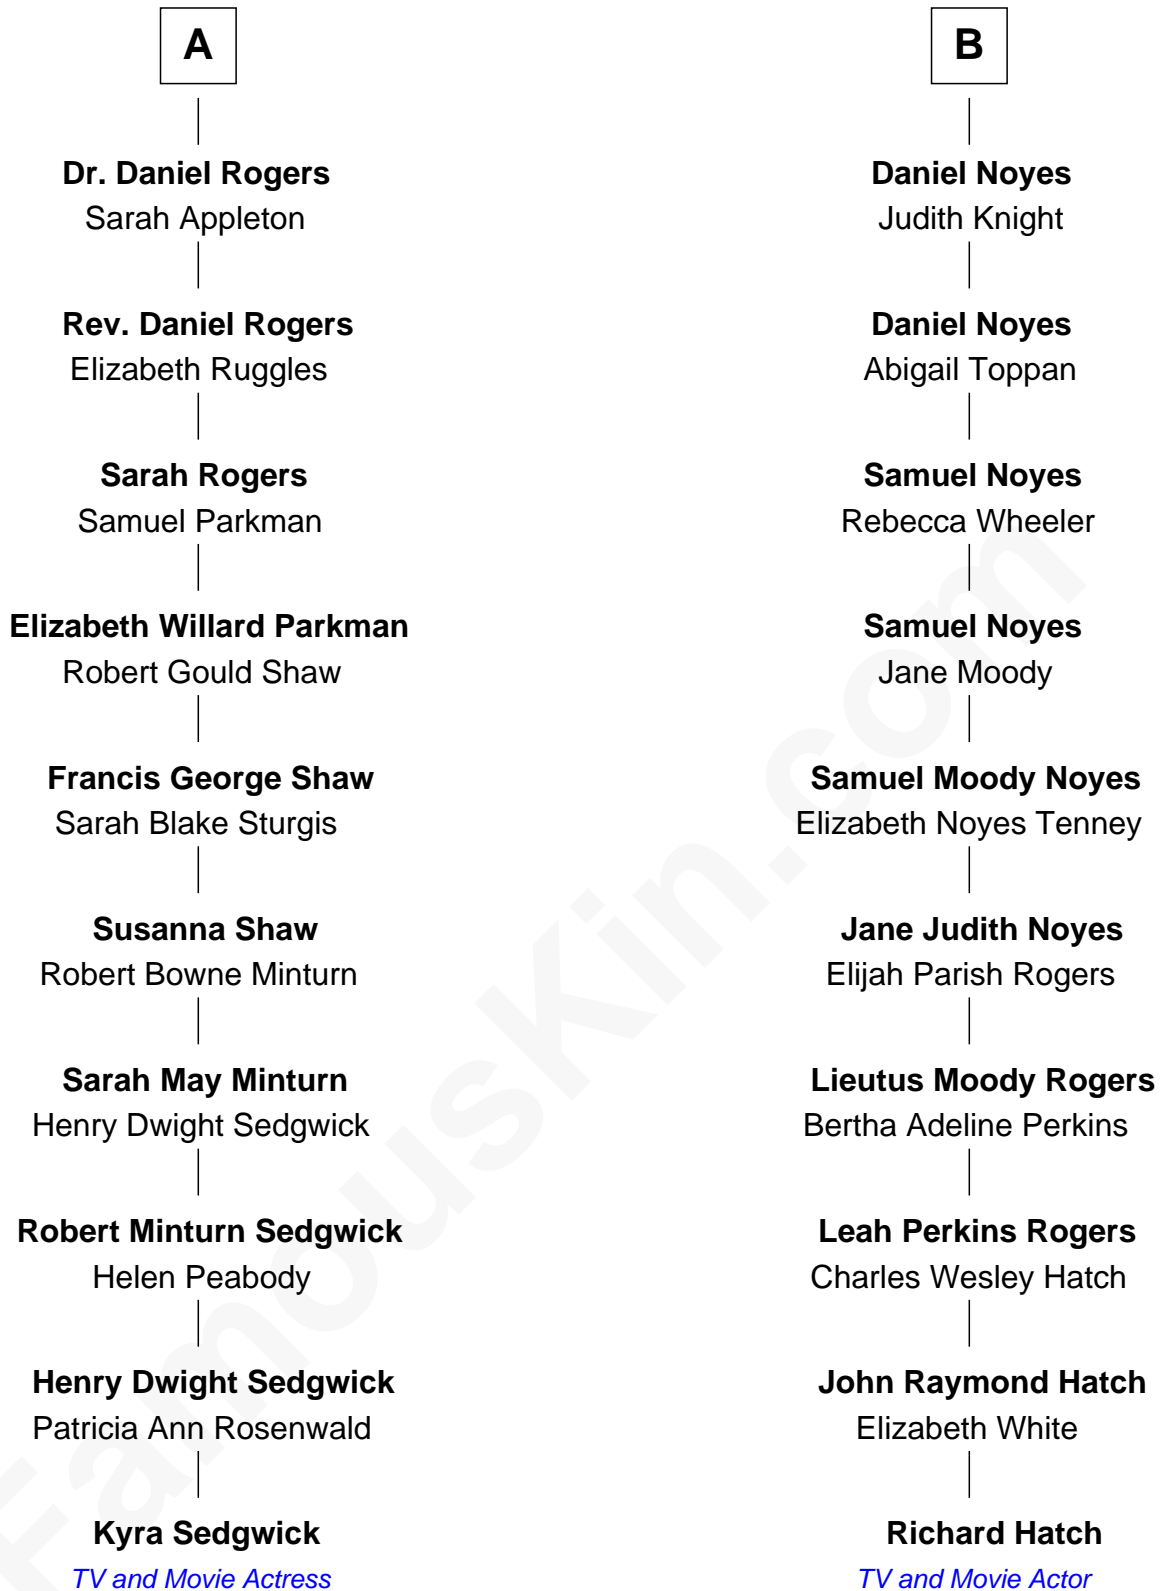 A
Dr. Daniel Rogers
Sarah Appleton
Rev. Daniel Rogers
Elizabeth Ruggles
Sarah Rogers
Samuel Parkman
Elizabeth Willard Parkman
Robert Gould Shaw
Francis George Shaw
Sarah Blake Sturgis
Susanna Shaw
Robert Bowne Minturn
Sarah May Minturn
Henry Dwight Sedgwick
Robert Minturn Sedgwick
Helen Peabody
Henry Dwight Sedgwick
Patricia Ann Rosenwald
Kyra Sedgwick
TV and Movie Actress
B
Daniel Noyes
Judith Knight
Daniel Noyes
Abigail Toppan
Samuel Noyes
Rebecca Wheeler
Samuel Noyes
Jane Moody
Samuel Moody Noyes
Elizabeth Noyes Tenney
Jane Judith Noyes
Elijah Parish Rogers
Lieutus Moody Rogers
Bertha Adeline Perkins
Leah Perkins Rogers
Charles Wesley Hatch
John Raymond Hatch
Elizabeth White
Richard Hatch
TV and Movie Actor
FamousKin.com